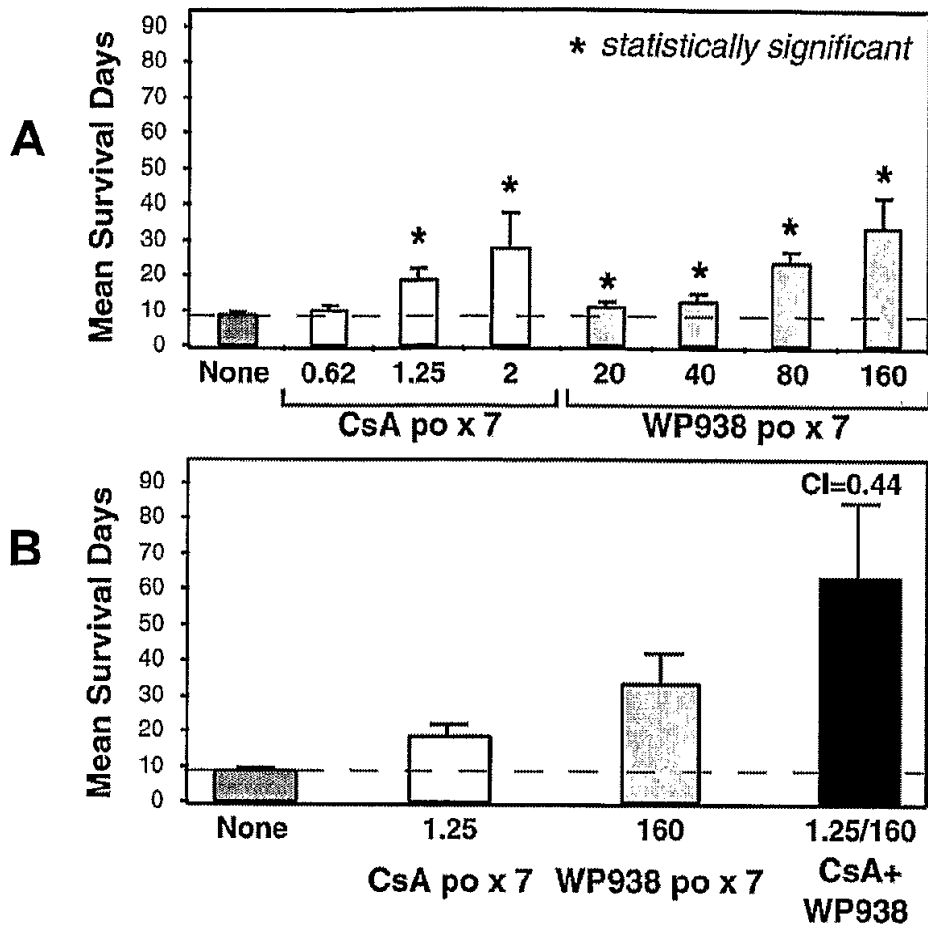 A
Mean Survival Days
90
80
70
60
50
40
30
20
10
0
* statistically significant
*
*
*
*
*
*
None 0.62 1.25 2 20 40 80 160
CsA po x 7 WP938 po x 7
B
Mean Survival Days
90
80
70
60
50
40
30
20
10
0
CI=0.44
None 1.25 160 1.25/160
CsA po x 7 WP938 po x 7 CsA+
WP938